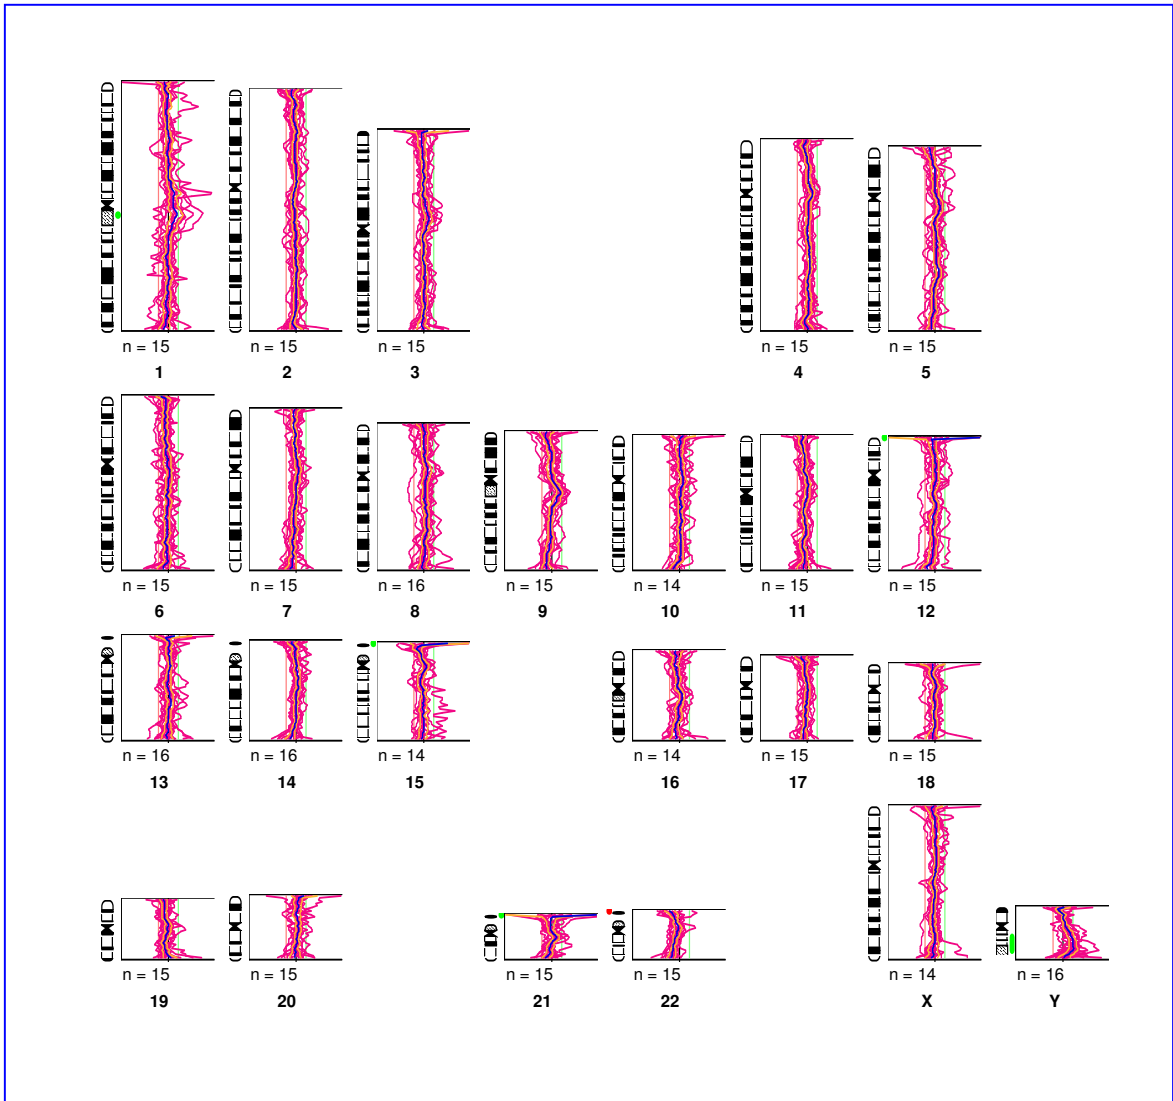 n = 15 n = 15 n = 15 n = 15 n = 15
1 2 3 4 5
n = 15 n = 15 n = 16 n = 15 n = 14 n = 15 n = 15
6 7 8 9 10 11 12
n = 16 n = 16 n = 14 n = 14 n = 15 n = 15
13 14 15 16 17 18
n = 15 n = 15 n = 15 n = 15 n = 14 n = 16
19 20 21 22 X Y